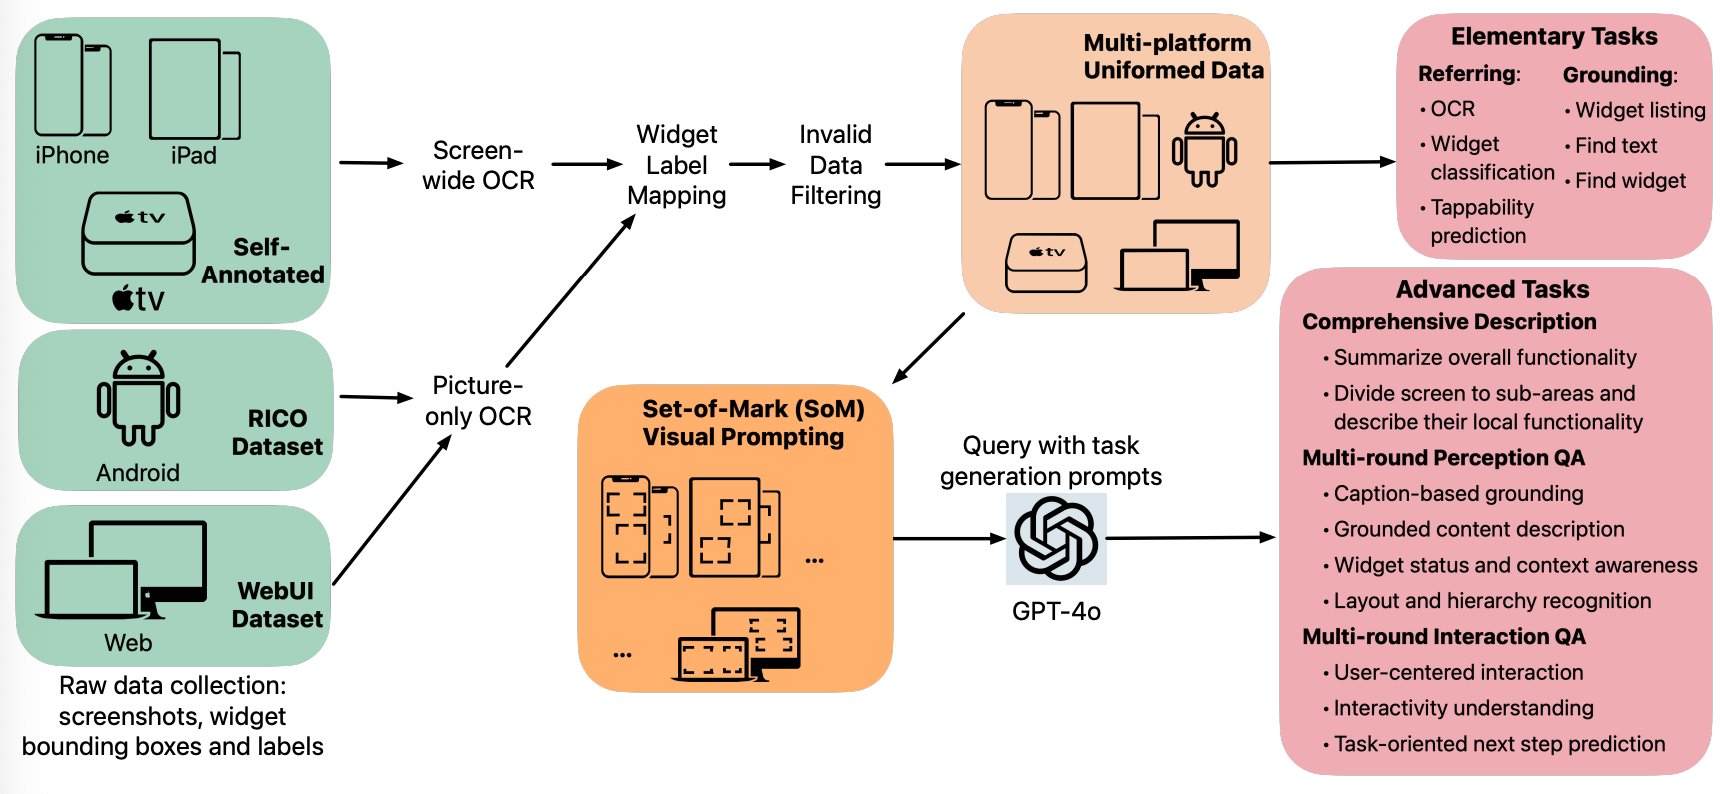 iPhone
iPad
tv
Self-
Annotated
tv
RICO
Dataset
Android
WebUI
Dataset
Web
Raw data collection:
screenshots, widget
bounding boxes and labels
Screen-
wide OCR
Picture-
only OCR
Widget
Label
Mapping
Invalid
Data
Filtering
Multi-platform
Uniformed Data
tv
Set-of-Mark (SoM)
Visual Prompting
...
...
Query with task
generation prompts
GPT-4o
Elementary Tasks
Referring:
• OCR
• Widget
classification
• Tappability
prediction
Grounding:
• Widget listing
• Find text
• Find widget
Advanced Tasks
Comprehensive Description
• Summarize overall functionality
• Divide screen to sub-areas and
describe their local functionality
Multi-round Perception QA
• Caption-based grounding
• Grounded content description
• Widget status and context awareness
• Layout and hierarchy recognition
Multi-round Interaction QA
• User-centered interaction
• Interactivity understanding
• Task-oriented next step prediction